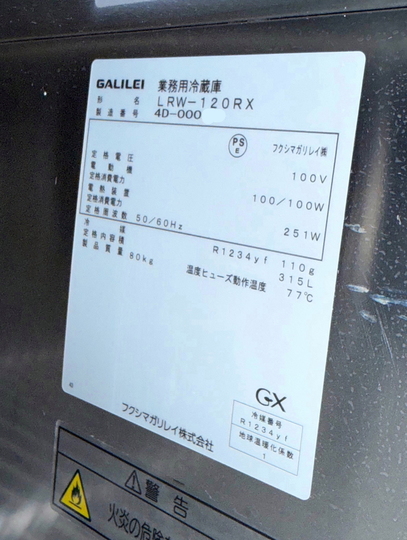 GALILEI 業務用冷蔵庫
形 名 LRW-120RX
製造番号 4D-000
PS E フクシマガリレイ㈱
定格電圧 100V
電動機
定格消費電力 100/100W
電熱装置
定格消費電力 251W
定格周波数 50/60Hz
冷 媒 R1234yf 110g
定格内容積 315L
製品質量 80kg 温度ヒューズ動作温度 77℃
GX
冷媒番号
R1234yf
地球温暖化係数
1
フクシマガリレイ株式会社
警告
火炎の危険